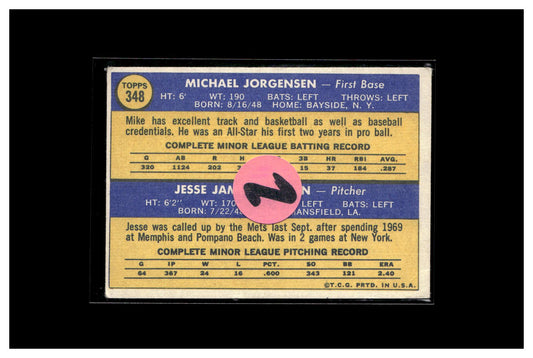 TOPPS
348
MICHAEL JORGENSEN — First Base
HT: 6' WT: 190 BATS: LEFT THROWS: LEFT
BORN: 8/16/48 HOME: BAYSIDE, N. Y.
Mike has excellent track and basketball as well as baseball
credentials. He was an All-Star his first two years in pro ball.
COMPLETE MINOR LEAGUE BATTING RECORD
G AB R H 3B HR RBI AVG.
320 1124 202 15 37 184 .287
2
JESSE JAM N — Pitcher
HT: 6'2" WT: 170 LEFT
BORN: 7/22/4 MANSFIELD, LA.
Jesse was called up by the Mets last Sept. after spending 1969
at Memphis and Pompano Beach. Was in 2 games at New York.
COMPLETE MINOR LEAGUE PITCHING RECORD
G IP W L PCT. SO BB ERA
64 367 24 16 .600 343 121 2.40
©T.C.G. PRTD. IN U.S.A.